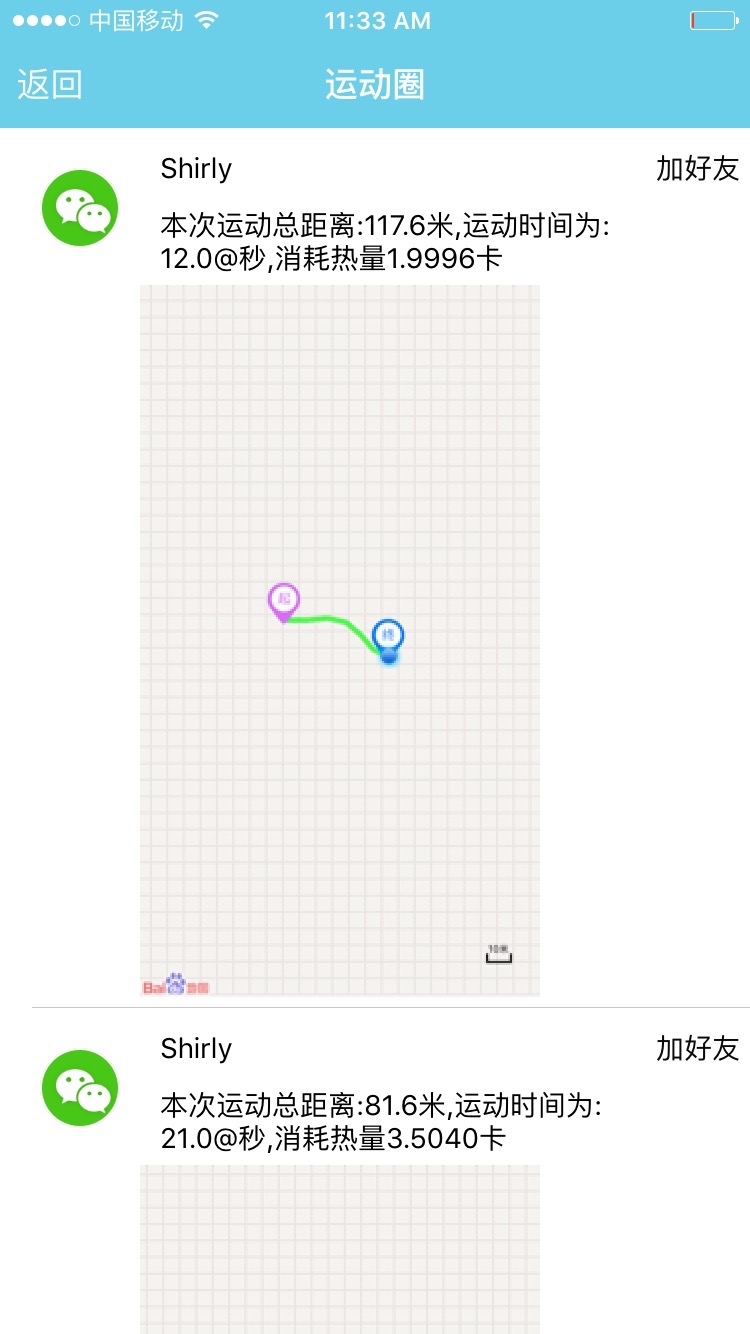 中国移动
11:33 AM
返回
运动圈
Shirly
加好友
本次运动总距离:117.6米,运动时间为:
12.0@秒,消耗热量1.9996卡
起
终
10米
Bai du 地图
Shirly
加好友
本次运动总距离:81.6米,运动时间为:
21.0@秒,消耗热量3.5040卡